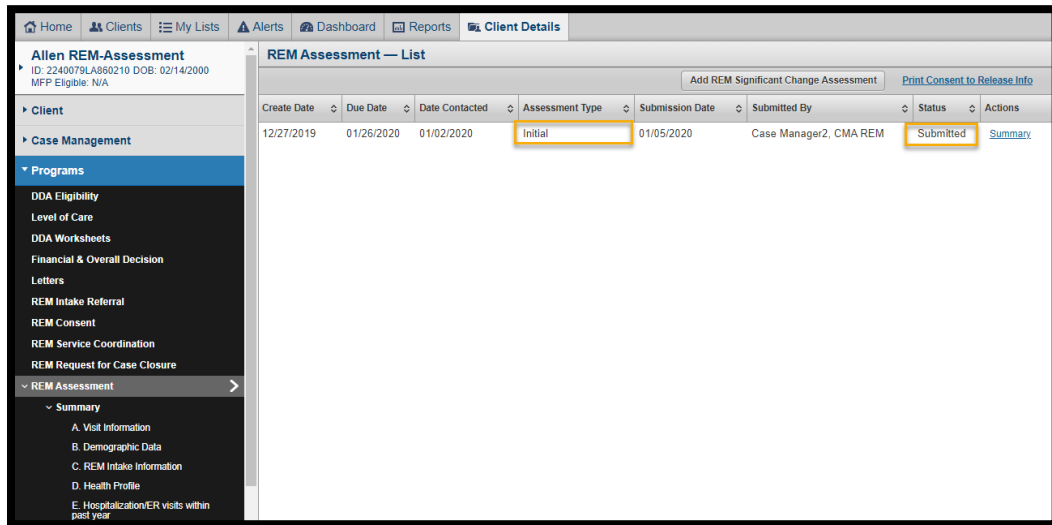 Home Clients My Lists Alerts Dashboard Reports Client Details
Allen REM-Assessment
ID: 2240079LA860210 DOB: 02/14/2000
MFP Eligible: N/A
Client
Case Management
Programs
DDA Eligibility
Level of Care
DDA Worksheets
Financial & Overall Decision
Letters
REM Intake Referral
REM Consent
REM Service Coordination
REM Request for Case Closure
REM Assessment
Summary
A. Visit Information
B. Demographic Data
C. REM Intake Information
D. Health Profile
E. Hospitalization/ER visits within
past year
REM Assessment — List
Add REM Significant Change Assessment Print Consent to Release Info
Create Date Due Date Date Contacted Assessment Type Submission Date Submitted By Status Actions
12/27/2019 01/26/2020 01/02/2020 Initial 01/05/2020 Case Manager2, CMA REM Submitted Summary